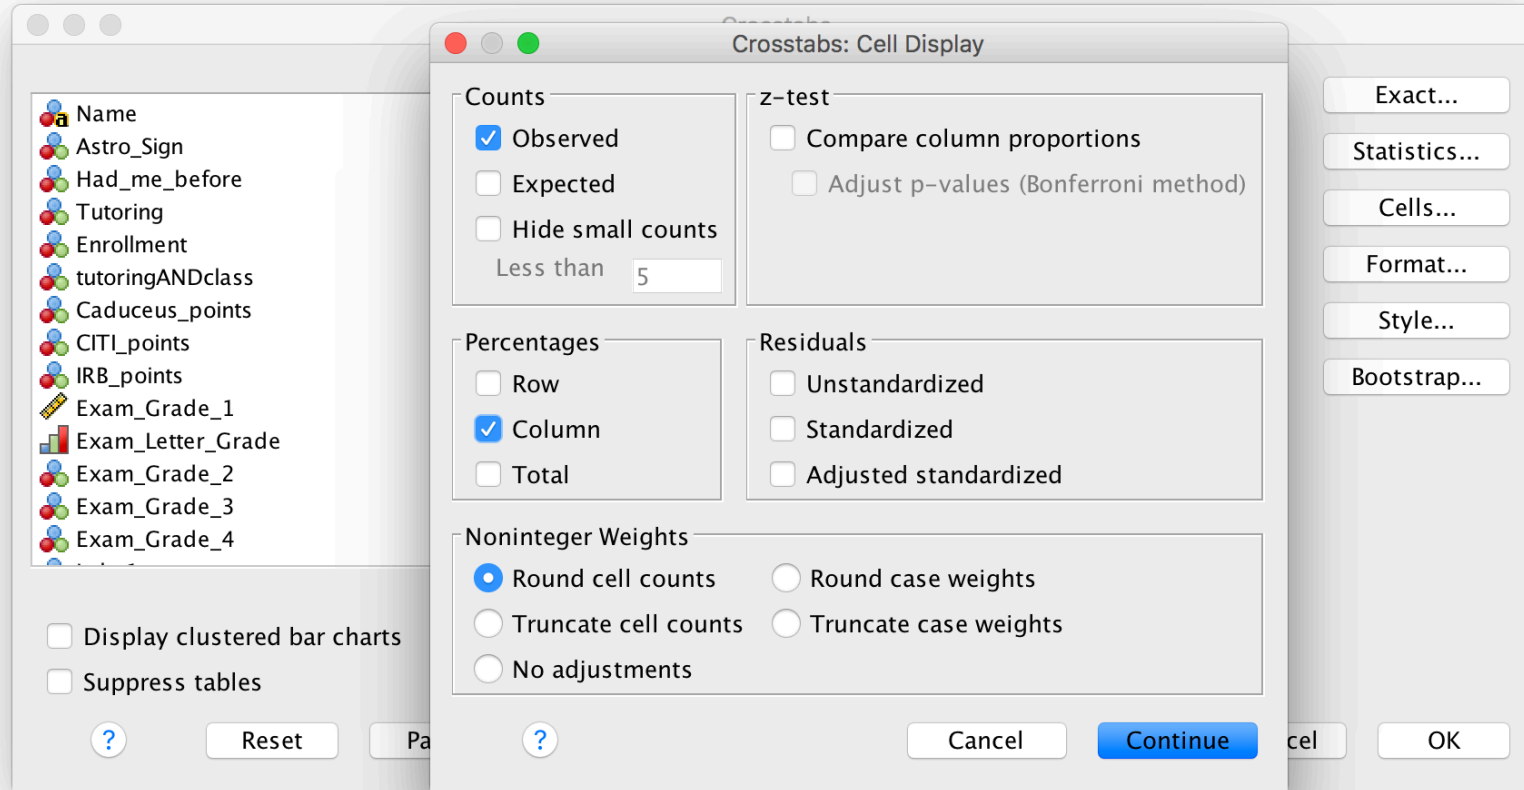 Crosstabs
Crosstabs: Cell Display
Name
Astro_Sign
Had_me_before
Tutoring
Enrollment
tutoringANDclass
Caduceus_points
CITI_points
IRB_points
Exam_Grade_1
Exam_Letter_Grade
Exam_Grade_2
Exam_Grade_3
Exam_Grade_4
Display clustered bar charts
Suppress tables
?
Reset
Pa
Counts
Observed
Expected
Hide small counts
Less than 5
z-test
Compare column proportions
Adjust p-values (Bonferroni method)
Percentages
Row
Column
Total
Residuals
Unstandardized
Standardized
Adjusted standardized
Noninteger Weights
Round cell counts
Round case weights
Truncate cell counts
Truncate case weights
No adjustments
?
Cancel
Continue
Exact...
Statistics...
Cells...
Format...
Style...
Bootstrap...
cel
OK